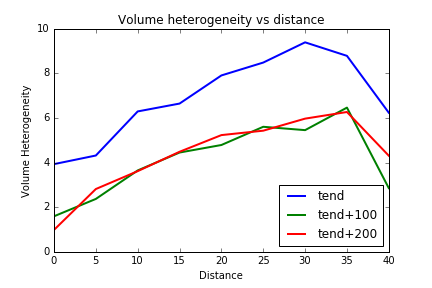 Volume heterogeneity vs distance
Volume Heterogeneity
10
8
6
4
2
0
0 5 10 15 20 25 30 35 40
Distance
tend
tend+100
tend+200